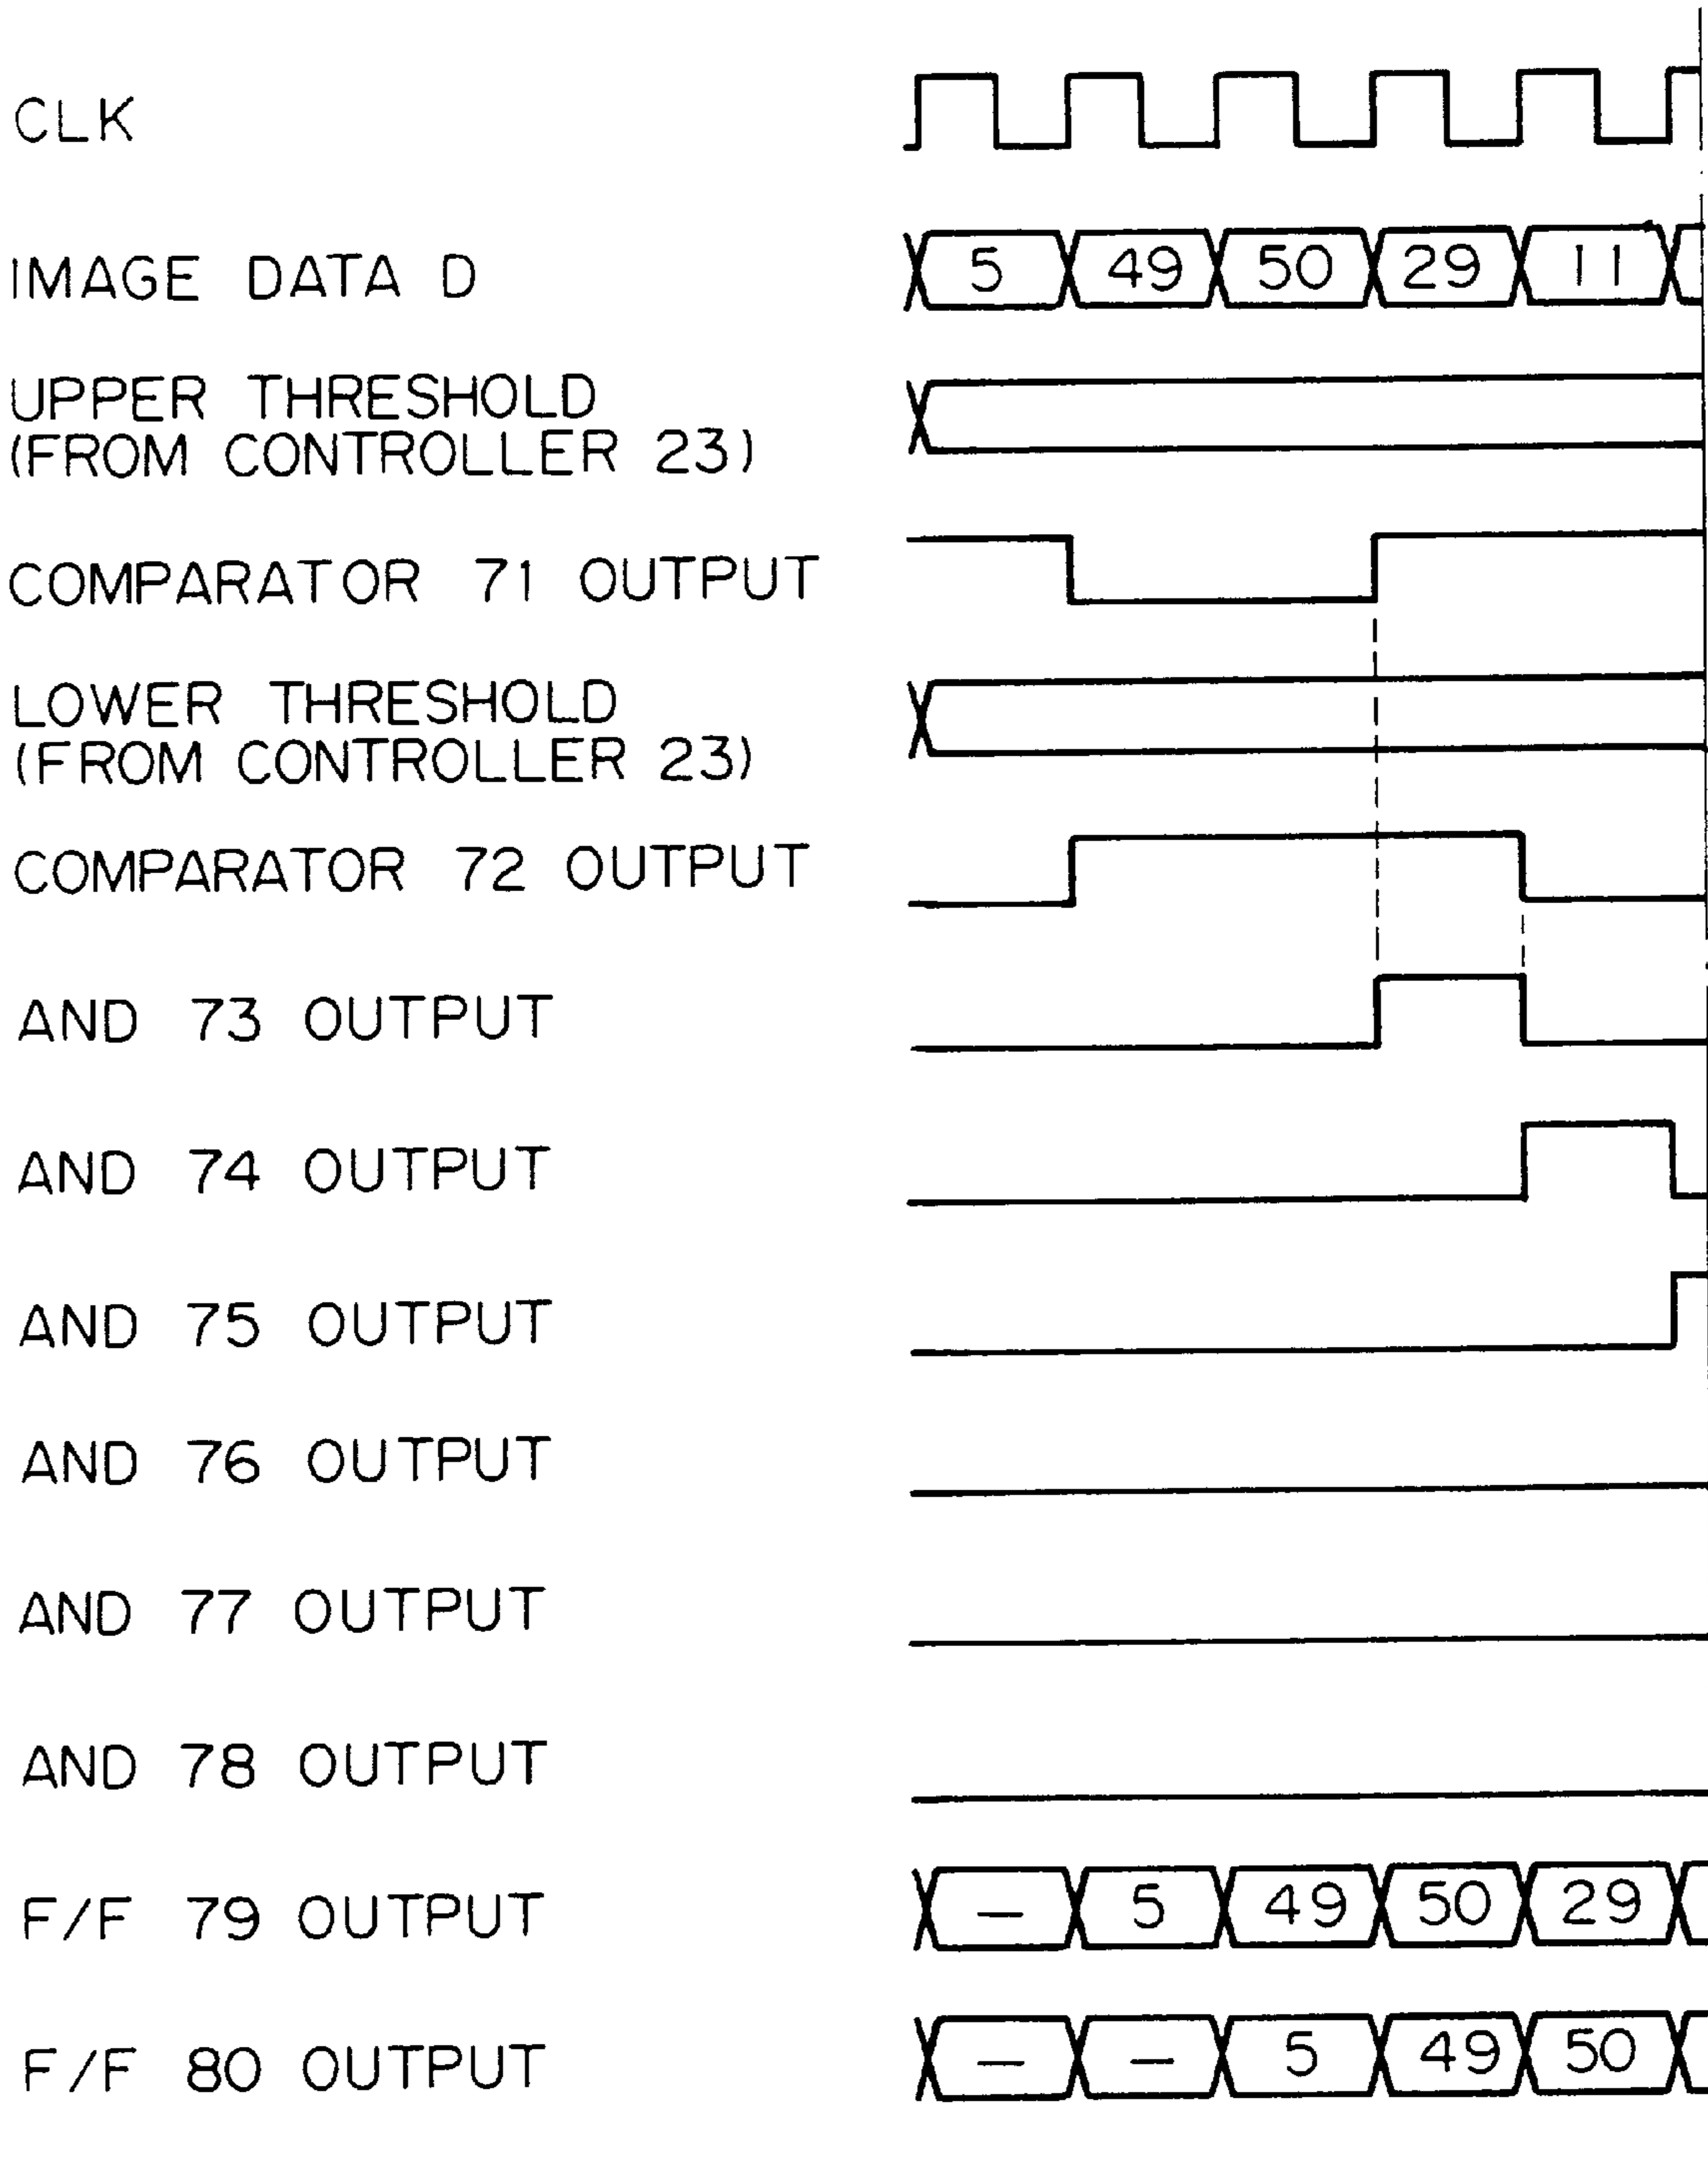 CLK
IMAGE DATA D 5 49 50 29 11
UPPER THRESHOLD
(FROM CONTROLLER 23)
COMPARATOR 71 OUTPUT
LOWER THRESHOLD
(FROM CONTROLLER 23)
COMPARATOR 72 OUTPUT
AND 73 OUTPUT
AND 74 OUTPUT
AND 75 OUTPUT
AND 76 OUTPUT
AND 77 OUTPUT
AND 78 OUTPUT
F/F 79 OUTPUT – 5 49 50 29
F/F 80 OUTPUT – – 5 49 50